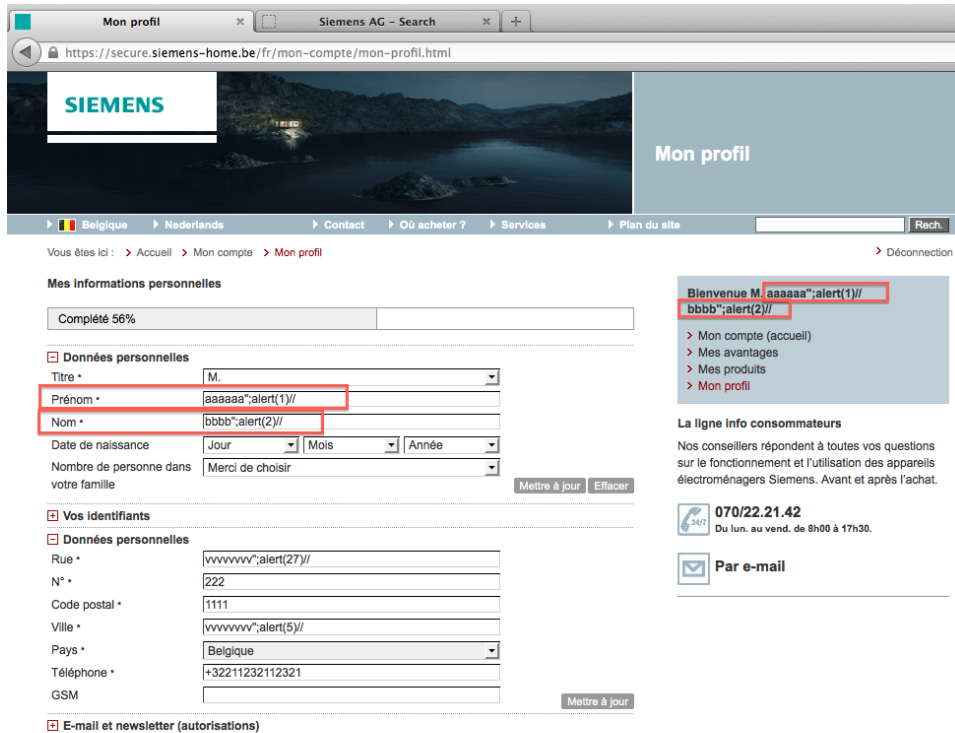 Mon profil
Siemens AG – Search
https://secure.siemens-home.be/fr/mon-compte/mon-profil.html
SIEMENS
Mon profil
Belgique Nederlands Contact Où acheter ? Services Plan du site Rech.
Vous êtes ici : Accueil Mon compte Mon profil
Déconnection
Mes informations personnelles
Complété 56%
Données personnelles
Titre *
M.
Prénom *
aaaaaa";alert(1)//
Nom *
bbbb";alert(2)//
Date de naissance
Jour Mois Année
Nombre de personne dans
votre famille
Merci de choisir
Mettre à jour Effacer
Vos identifiants
Données personnelles
Rue *
vvvvvvvv";alert(27)//
N° *
222
Code postal *
1111
Ville *
vvvvvvvv";alert(5)//
Pays *
Belgique
Téléphone *
+32211232112321
GSM
Mettre à jour
E-mail et newsletter (autorisations)
Bienvenue M. aaaaaa";alert(1)//
bbbb";alert(2)//
Mon compte (accueil)
Mes avantages
Mes produits
Mon profil
La ligne info consommateurs
Nos conseillers répondent à toutes vos questions
sur le fonctionnement et l'utilisation des appareils
électroménagers Siemens. Avant et après l'achat.
24/7
070/22.21.42
Du lun. au vend. de 8h00 à 17h30.
Par e-mail